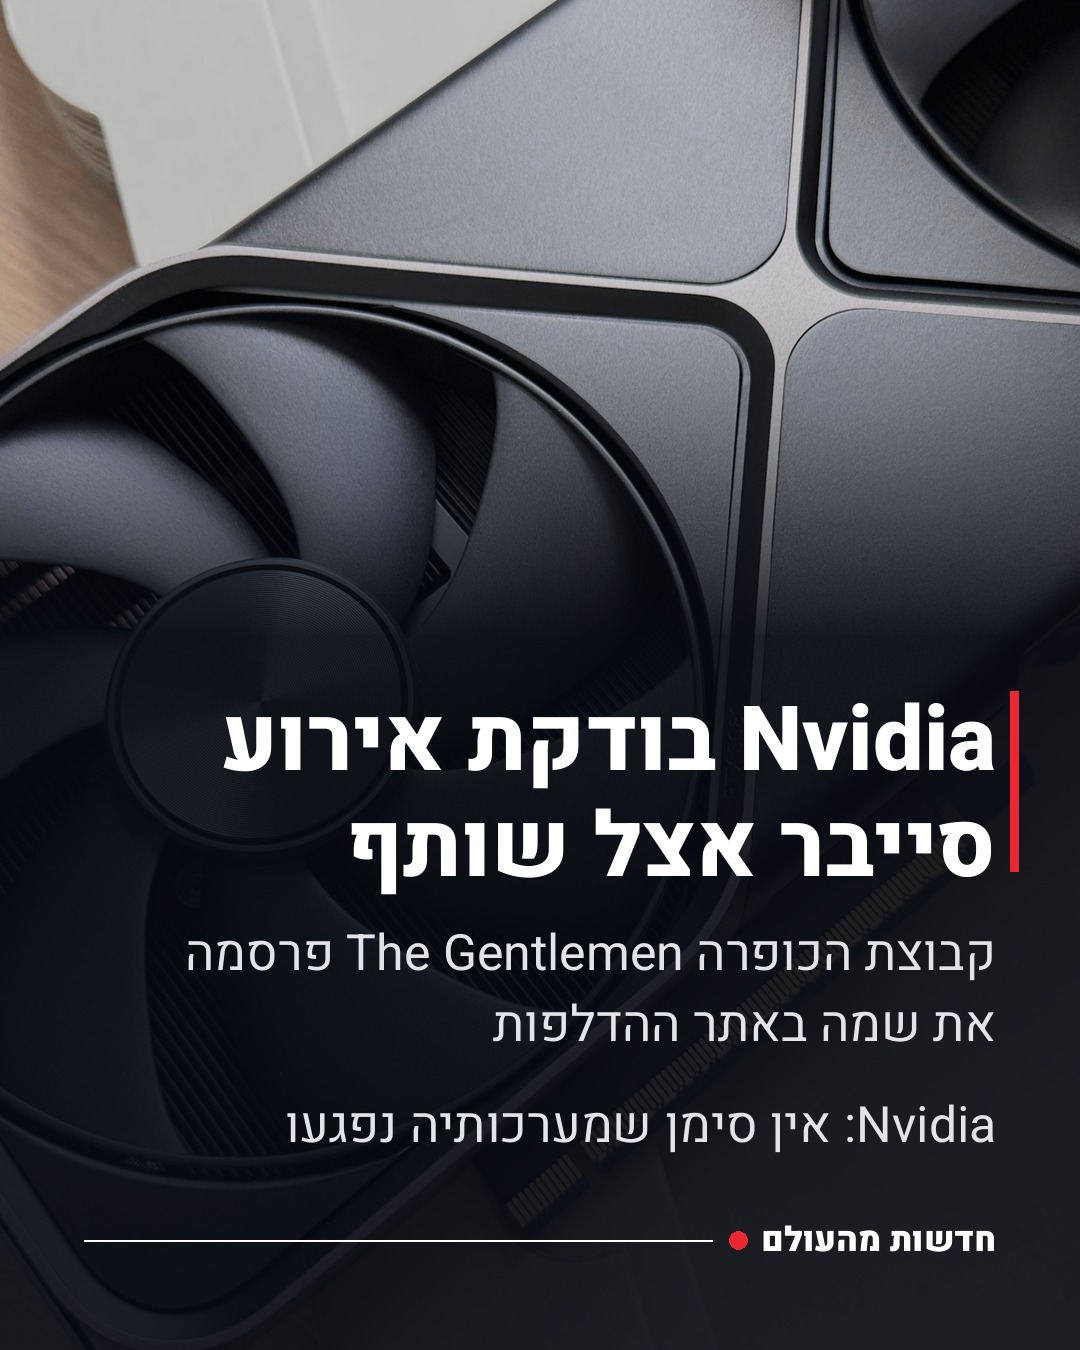 Nvidia בודקת אירוע
סייבר אצל שותף
קבוצת הכופרה The Gentlemen פרסמה
את שמה באתר ההדלפות
Nvidia: אין סימן שמערכותיה נפגעו
חדשות מהעולם